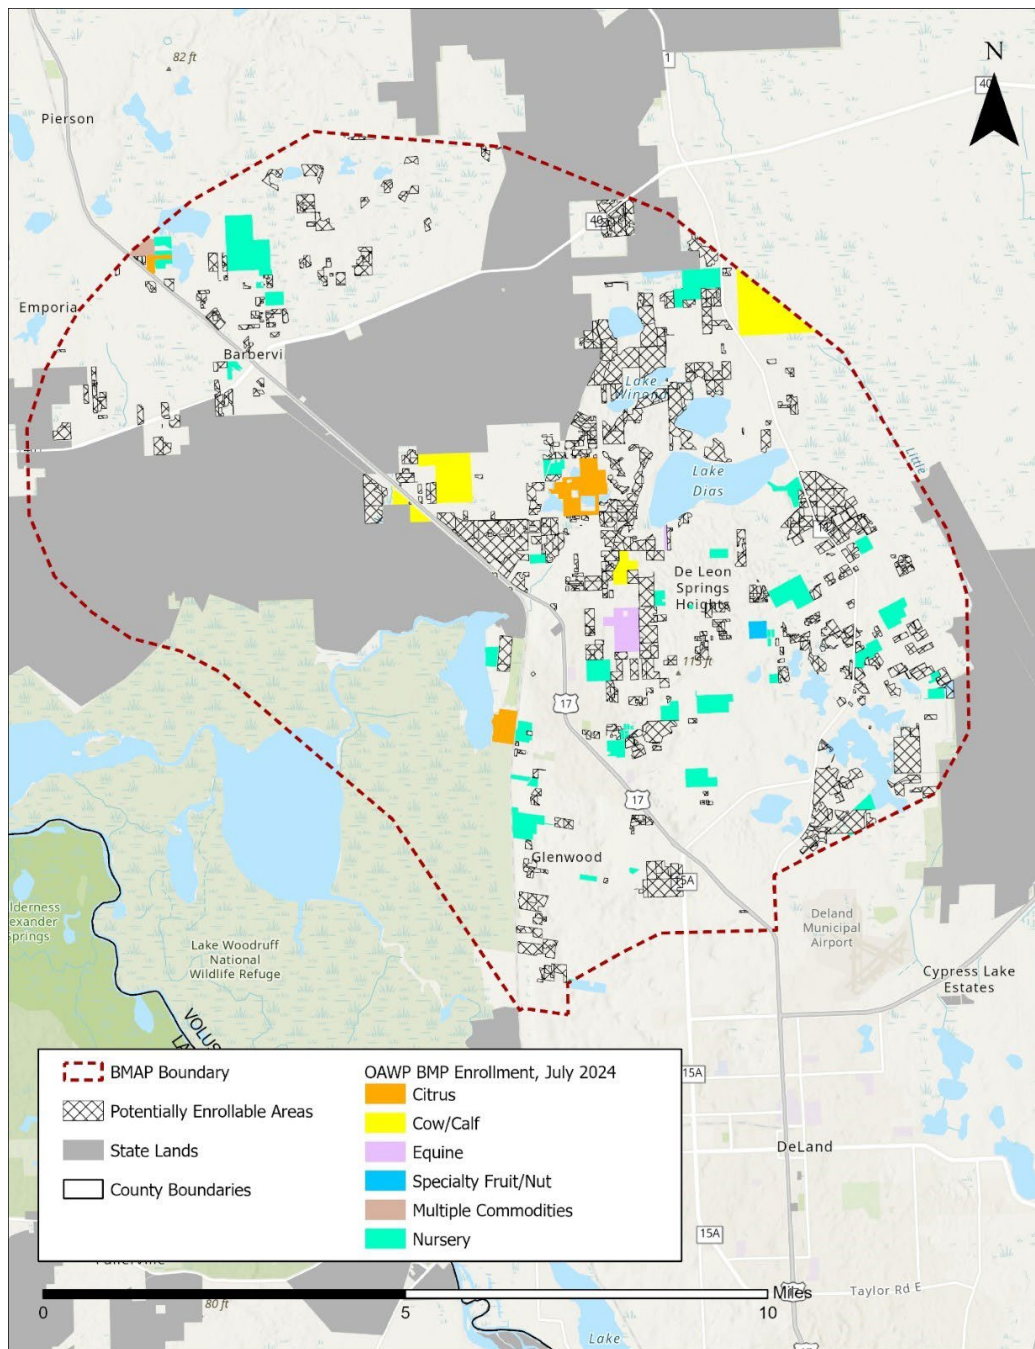 82 ft
1
N
40
Pierson
40
Emporia
Barbervi
Lake
Winona
Little
Lake
Dias
De Leon
Springs
Heights
115 ft
17
17
Glenwood
15A
Deland
Municipal
Airport
Lake Woodruff
National
Wildlife Refuge
Cypress Lake
Estates
VOLUS
BMAP Boundary
Potentially Enrollable Areas
State Lands
County Boundaries
OAWP BMP Enrollment, July 2024
Citrus
Cow/Calf
Equine
Specialty Fruit/Nut
Multiple Commodities
Nursery
15A
DeLand
15A
Taylor Rd E
Miles
0
5
10
80 ft
Lake